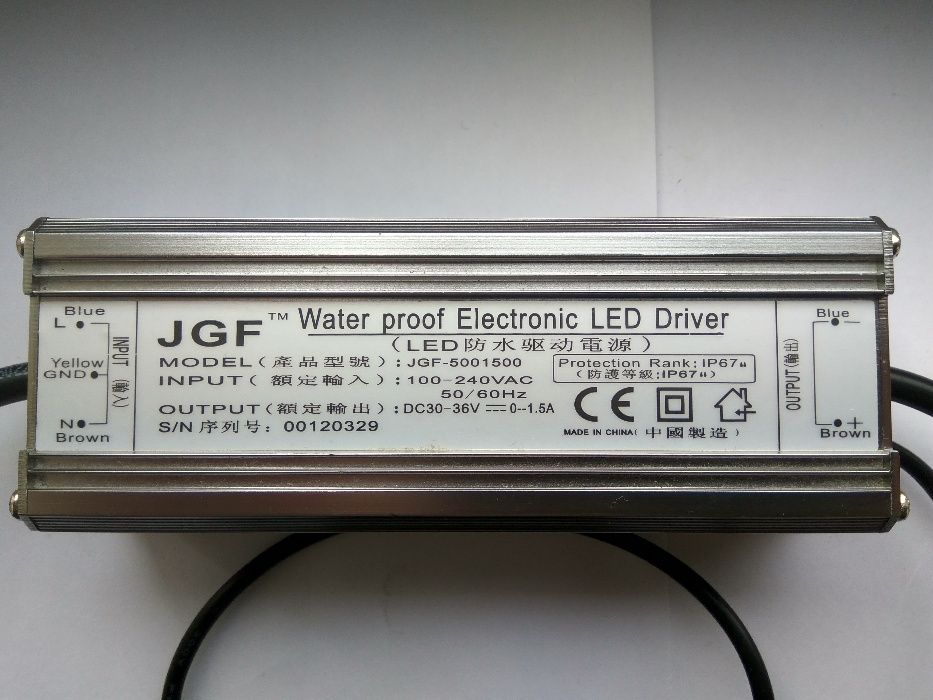 Blue
L
INPUT (輸入)
Yellow
GND
N
Brown
JGF™ Water proof Electronic LED Driver
(LED防水驱动電源)
MODEL(產品型號): JGF-5001500
INPUT(額定輸入): 100-240VAC
50/60Hz
OUTPUT(額定輸出): DC30-36V⎓0--1.5A
S/N 序列号: 00120329
Protection Rank: IP67
(防護等級: IP67)
CE
MADE IN CHINA(中國製造)
OUTPUT(輸出)
Blue
−
+
Brown